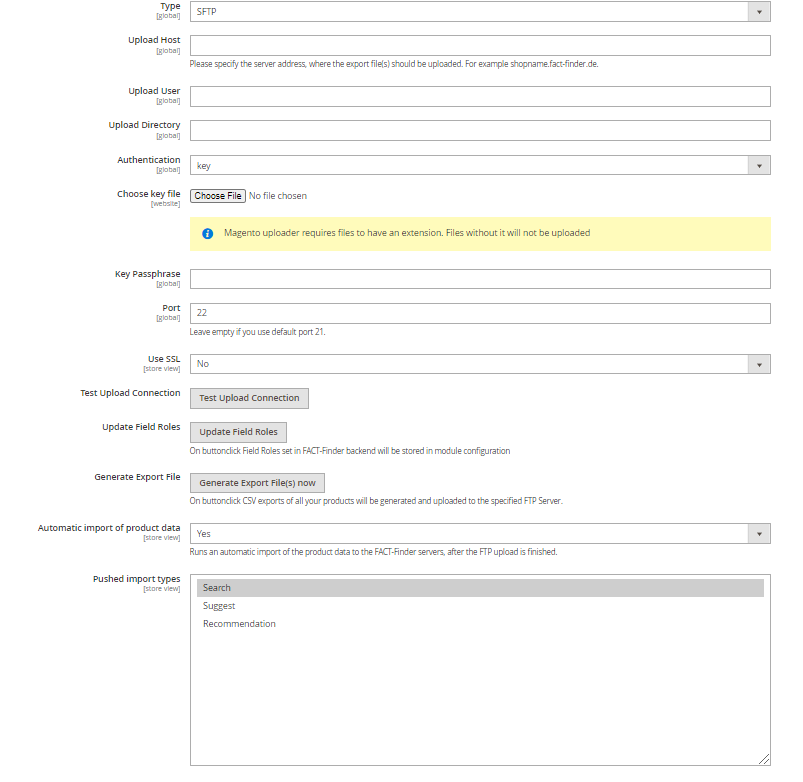 Type
[global]
SFTP
Upload Host
[global]
Please specify the server address, where the export file(s) should be uploaded. For example shopname.fact-finder.de.
Upload User
[global]
Upload Directory
[global]
Authentication
[global]
key
Choose key file
[website]
Choose File No file chosen
Magento uploader requires files to have an extension. Files without it will not be uploaded
Key Passphrase
[global]
Port
[global]
22
Leave empty if you use default port 21.
Use SSL
[store view]
No
Test Upload Connection
Test Upload Connection
Update Field Roles
Update Field Roles
On buttonclick Field Roles set in FACT-Finder backend will be stored in module configuration
Generate Export File
Generate Export File(s) now
On buttonclick CSV exports of all your products will be generated and uploaded to the specified FTP Server.
Automatic import of product data
[store view]
Yes
Runs an automatic import of the product data to the FACT-Finder servers, after the FTP upload is finished.
Pushed import types
[store view]
Search
Suggest
Recommendation